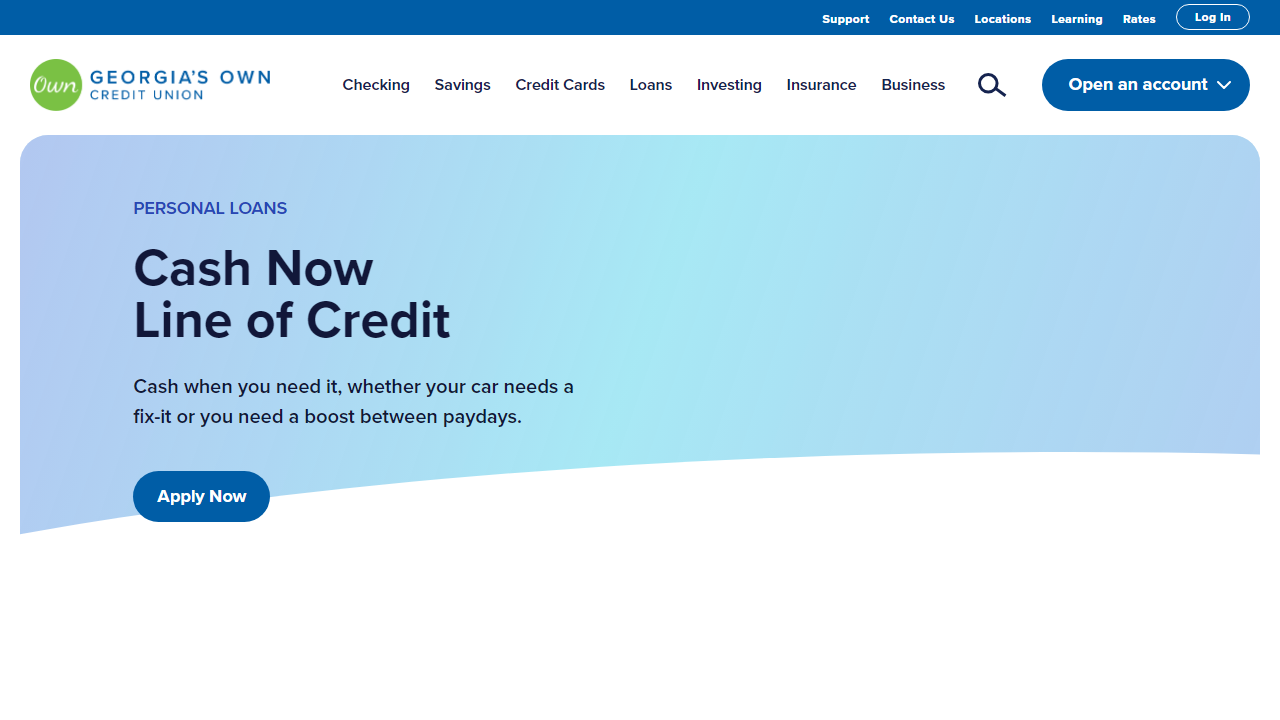 Support Contact Us Locations Learning Rates Log In
Own GEORGIA'S OWN
CREDIT UNION
Checking Savings Credit Cards Loans Investing Insurance Business
Open an account
PERSONAL LOANS
Cash Now
Line of Credit
Cash when you need it, whether your car needs a
fix-it or you need a boost between paydays.
Apply Now